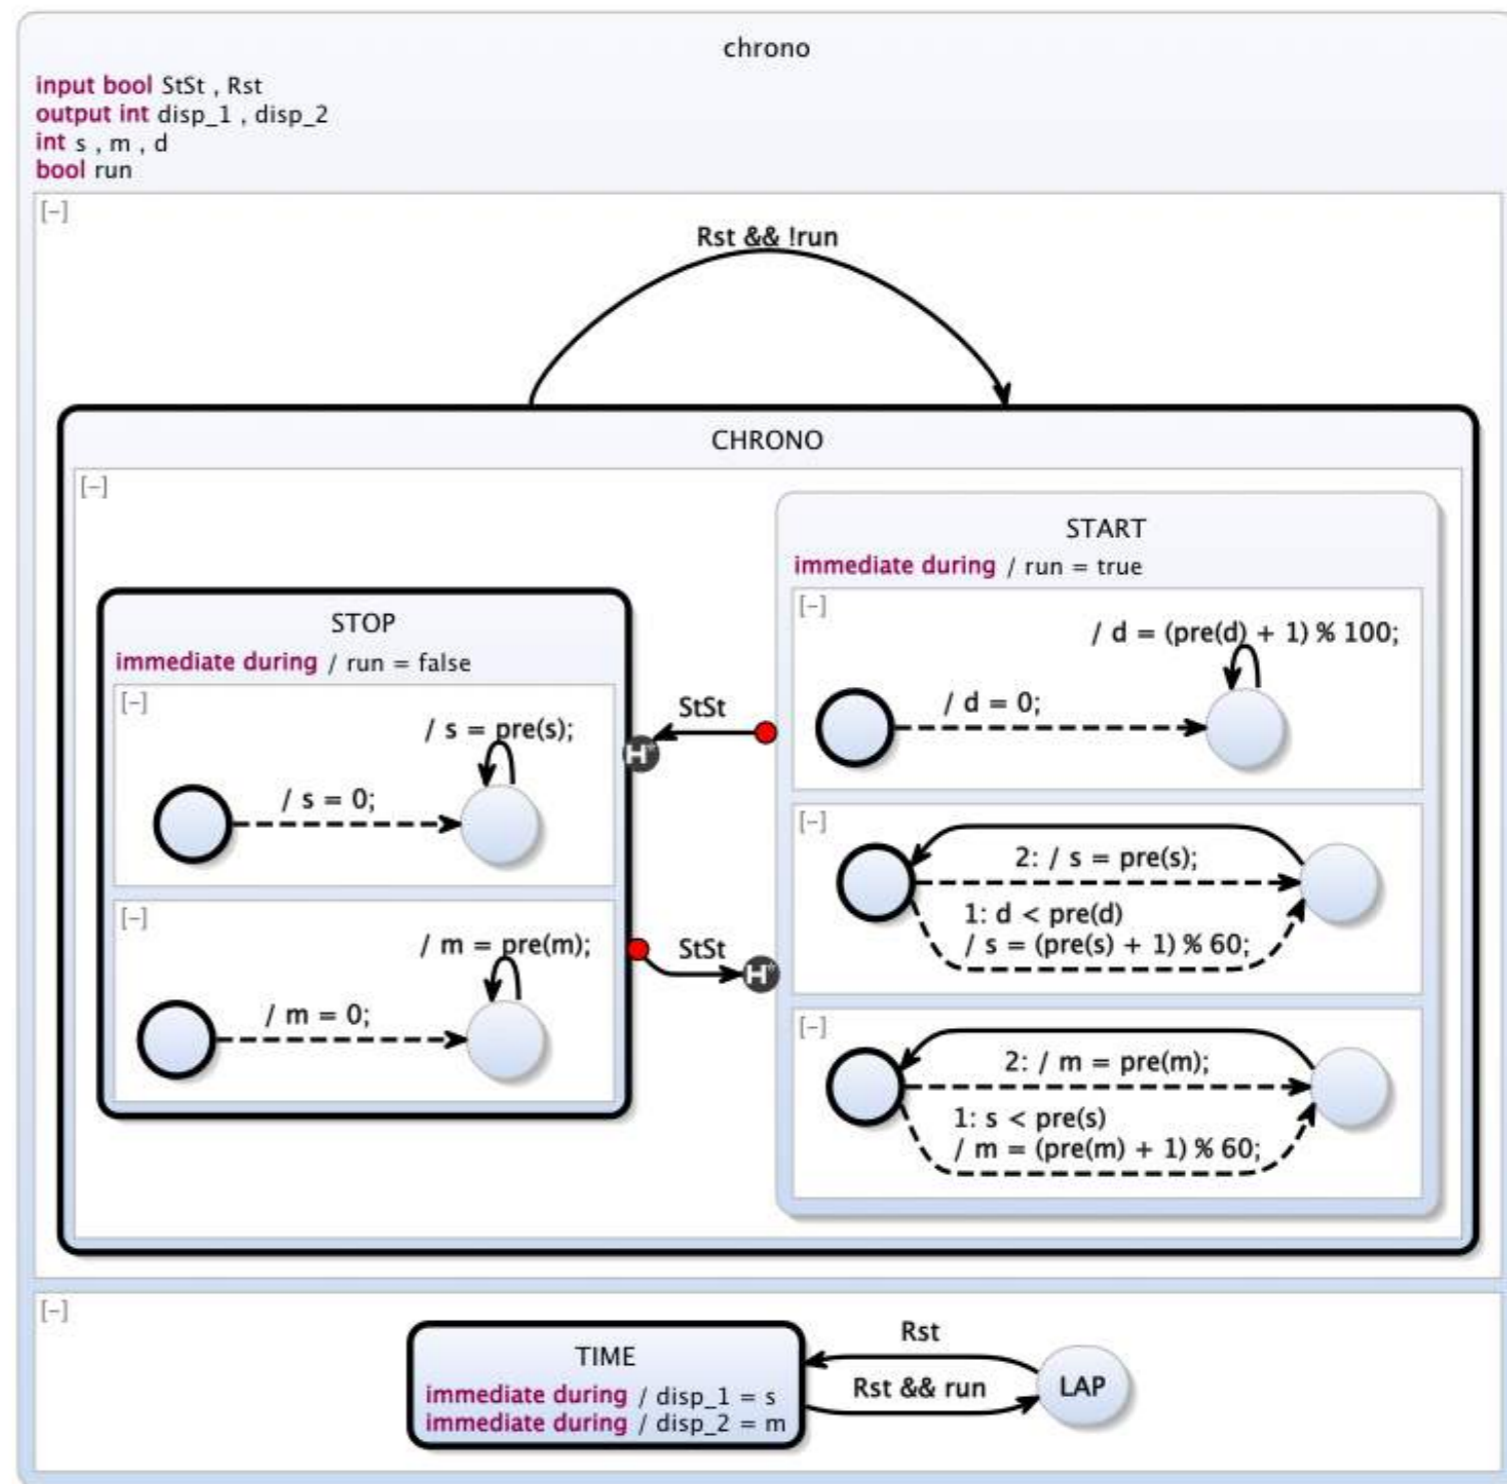 chrono
input bool StSt , Rst
output int disp_1 , disp_2
int s , m , d
bool run
[-]
Rst && !run
CHRONO
[-]
STOP
immediate during / run = false
[-]
/ s = pre(s);
/ s = 0;
[-]
/ m = pre(m);
/ m = 0;
StSt
H*
StSt
H*
START
immediate during / run = true
[-]
/ d = (pre(d) + 1) % 100;
/ d = 0;
[-]
2: / s = pre(s);
1: d < pre(d)
/ s = (pre(s) + 1) % 60;
[-]
2: / m = pre(m);
1: s < pre(s)
/ m = (pre(m) + 1) % 60;
[-]
TIME
immediate during / disp_1 = s
immediate during / disp_2 = m
Rst
Rst && run
LAP